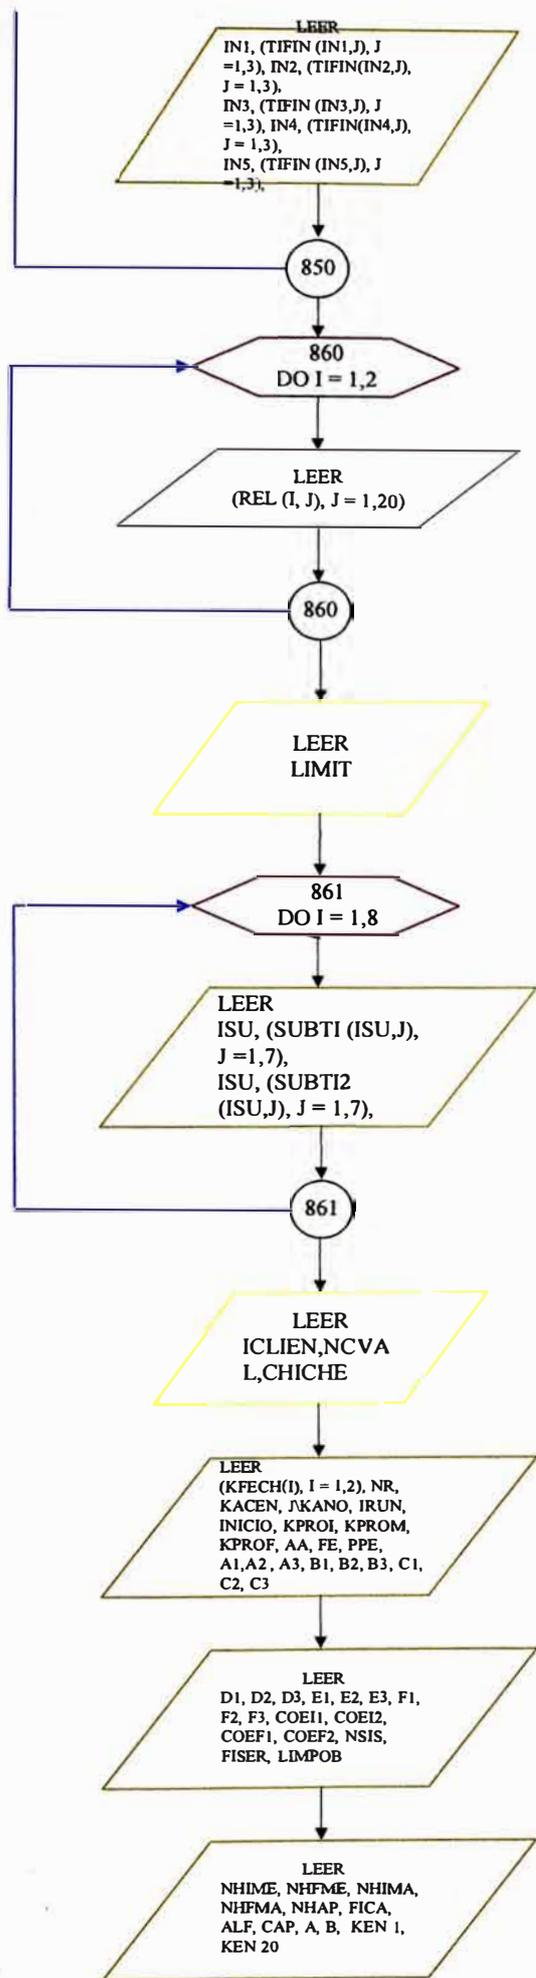 LEER
IN1, (TIFIN (IN1,J), J
=1,3), IN2, (TIFIN(IN2,J),
J = 1,3),
IN3, (TIFIN (IN3,J), J
=1,3), IN4, (TIFIN(IN4,J),
J = 1,3),
IN5, (TIFIN (IN5,J), J
=1,3),
850
860
DO I = 1,2
LEER
(REL (I, J), J = 1,20)
860
LEER
LIMIT
861
DO I = 1,8
LEER
ISU, (SUBTI (ISU,J),
J =1,7),
ISU, (SUBTI2
(ISU,J), J = 1,7),
861
LEER
ICLIEN,NCVA
L,CHICHE
LEER
(KFECH(I), I = 1,2), NR,
KACEN, J\KANO, IRUN,
INICIO, KPROI, KPROM,
KPROF, AA, FE, PPE,
A1,A2, A3, B1, B2, B3, C1,
C2, C3
LEER
D1, D2, D3, E1, E2, E3, F1,
F2, F3, COEI1, COEI2,
COEF1, COEF2, NSIS,
FISER, LIMPOB
LEER
NHIME, NHFME, NHIMA,
NHFMA, NHAP, FICA,
ALF, CAP, A, B, KEN 1,
KEN 20